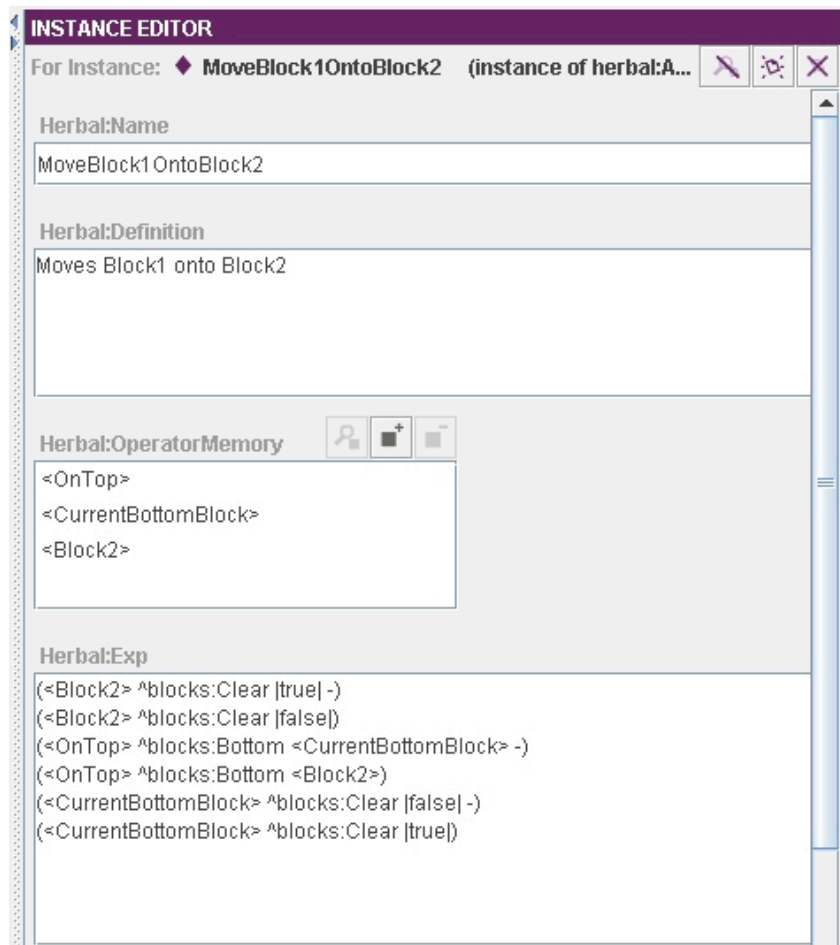 INSTANCE EDITOR
For Instance: MoveBlock1OntoBlock2 (instance of herbal:A...
Herbal:Name
MoveBlock1OntoBlock2
Herbal:Definition
Moves Block1 onto Block2
Herbal:OperatorMemory
<OnTop>
<CurrentBottomBlock>
<Block2>
Herbal:Exp
(<Block2> ^blocks:Clear |true| -)
(<Block2> ^blocks:Clear |false|)
(<OnTop> ^blocks:Bottom <CurrentBottomBlock> -)
(<OnTop> ^blocks:Bottom <Block2>)
(<CurrentBottomBlock> ^blocks:Clear |false| -)
(<CurrentBottomBlock> ^blocks:Clear |true|)